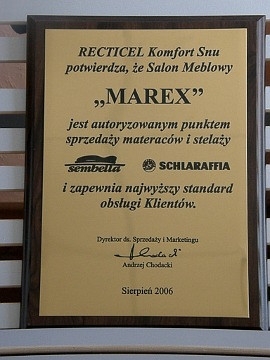 RECTICEL Komfort Snu
potwierdza, że Salon Meblowy
„MAREX”
jest autoryzowanym punktem
sprzedaży materaców i stelaży
sembella SCHLARAFFIA
i zapewnia najwyższy standard
obsługi Klientów.
Dyrektor ds. Sprzedaży i Marketingu
Andrzej Chodacki
Sierpień 2006